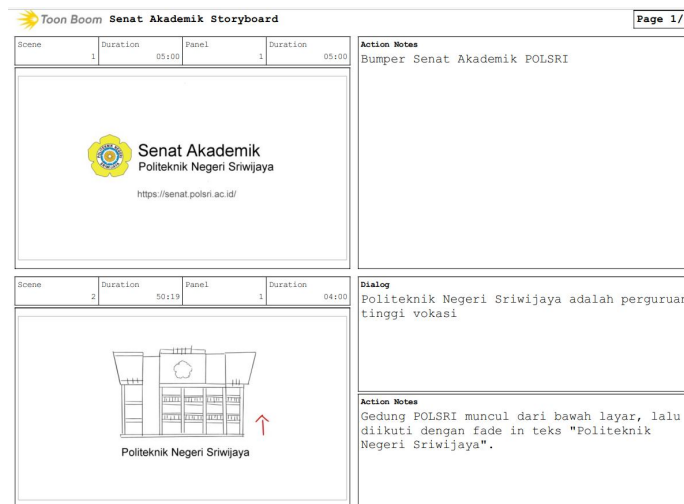 Toon Boom Senat Akademik Storyboard
Page 1/
Scene 1 Duration 05:00 Panel 1 Duration 05:00
Action Notes
Bumper Senat Akademik POLSRI
Senat Akademik
Politeknik Negeri Sriwijaya
https://senat.polsri.ac.id/
Scene 2 Duration 50:19 Panel 1 Duration 04:00
Dialog
Politeknik Negeri Sriwijaya adalah perguruan
tinggi vokasi
Politeknik Negeri Sriwijaya
Action Notes
Gedung POLSRI muncul dari bawah layar, lalu
diikuti dengan fade in teks "Politeknik
Negeri Sriwijaya".